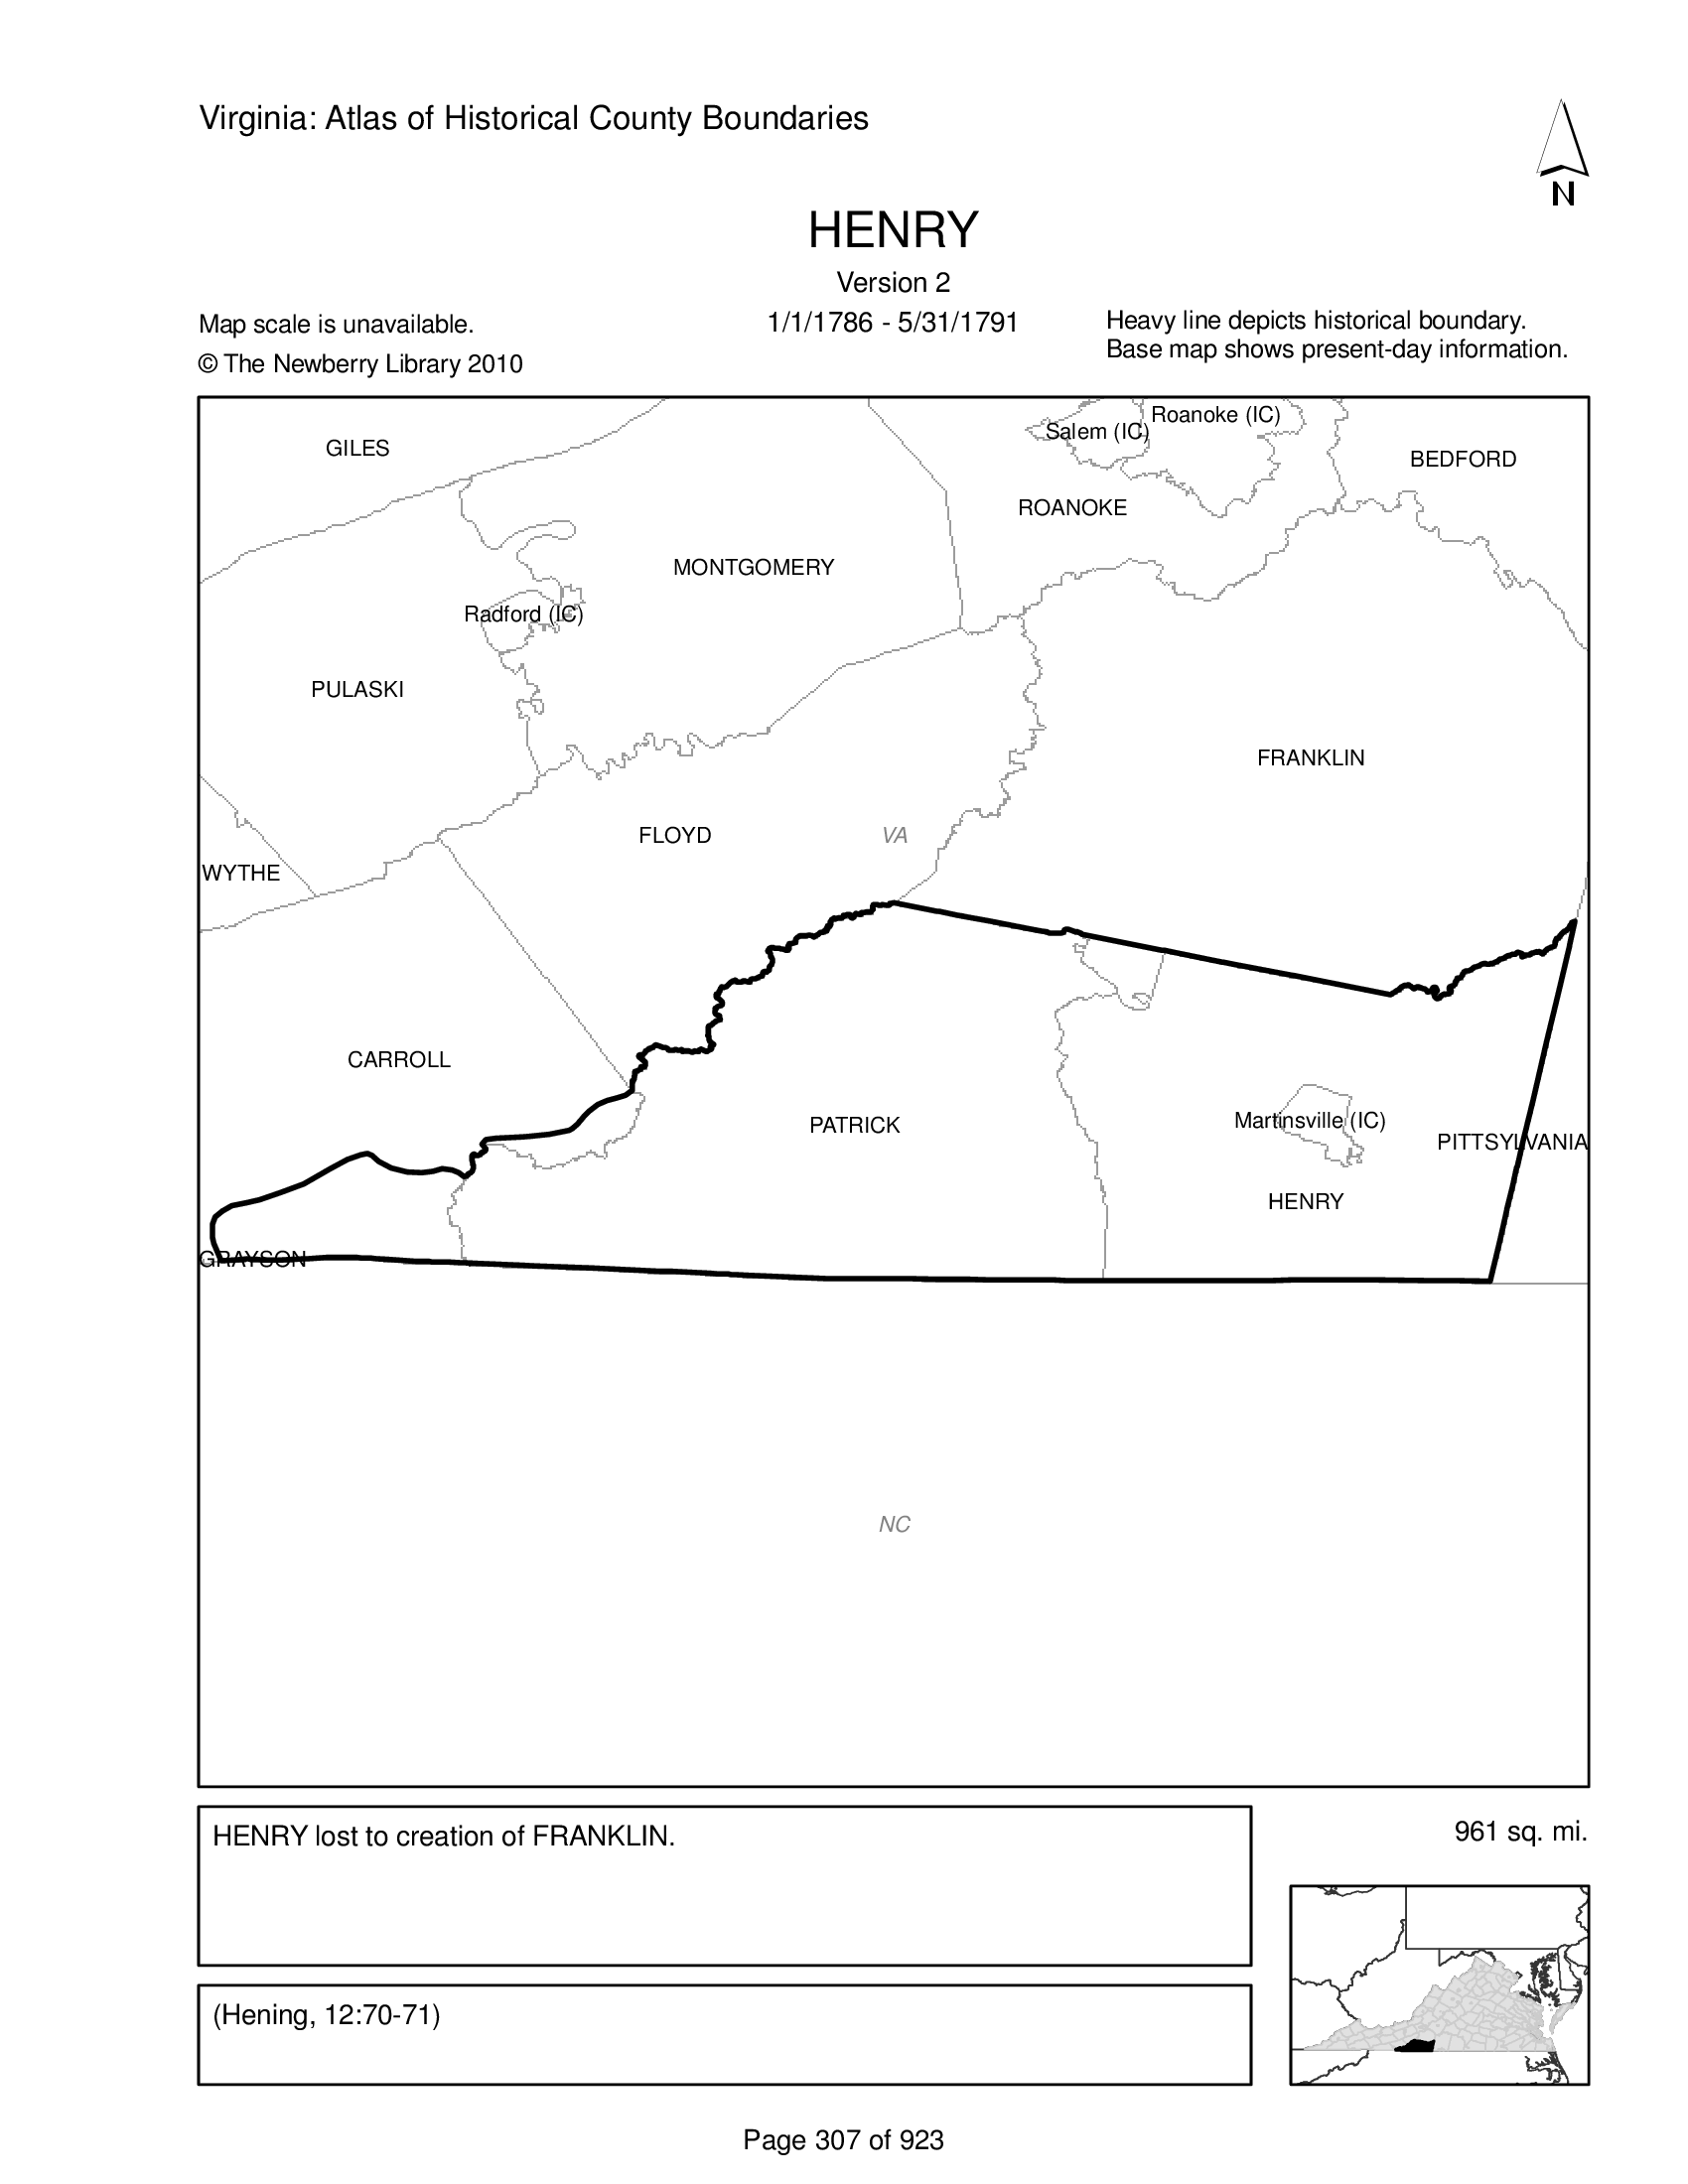 Virginia: Atlas of Historical County Boundaries
N
HENRY
Version 2
1/1/1786 - 5/31/1791
Map scale is unavailable.
© The Newberry Library 2010
Heavy line depicts historical boundary.
Base map shows present-day information.
GILES
Salem (IC)
Roanoke (IC)
BEDFORD
ROANOKE
MONTGOMERY
Radford (IC)
PULASKI
FRANKLIN
FLOYD
VA
WYTHE
CARROLL
PATRICK
Martinsville (IC)
PITTSYLVANIA
HENRY
GRAYSON
NC
HENRY lost to creation of FRANKLIN.
961 sq. mi.
(Hening, 12:70-71)
Page 307 of 923